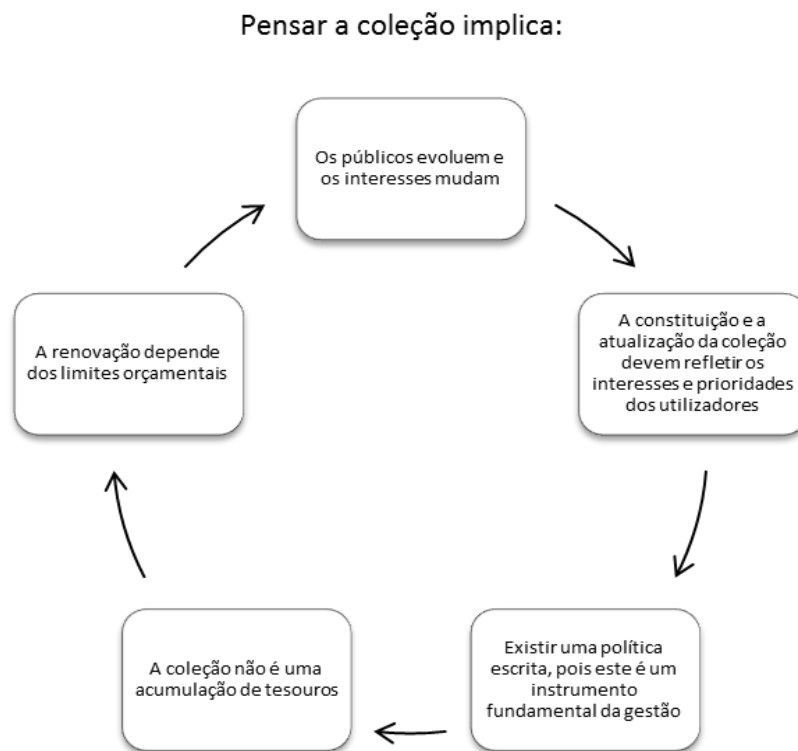 Pensar a coleção implica:
Os públicos evoluem e
os interesses mudam
A constituição e a
atualização da coleção
devem refletir os
interesses e prioridades
dos utilizadores
Existir uma política
escrita, pois este é um
instrumento
fundamental da gestão
A coleção não é uma
acumulação de tesouros
A renovação depende
dos limites orçamentais